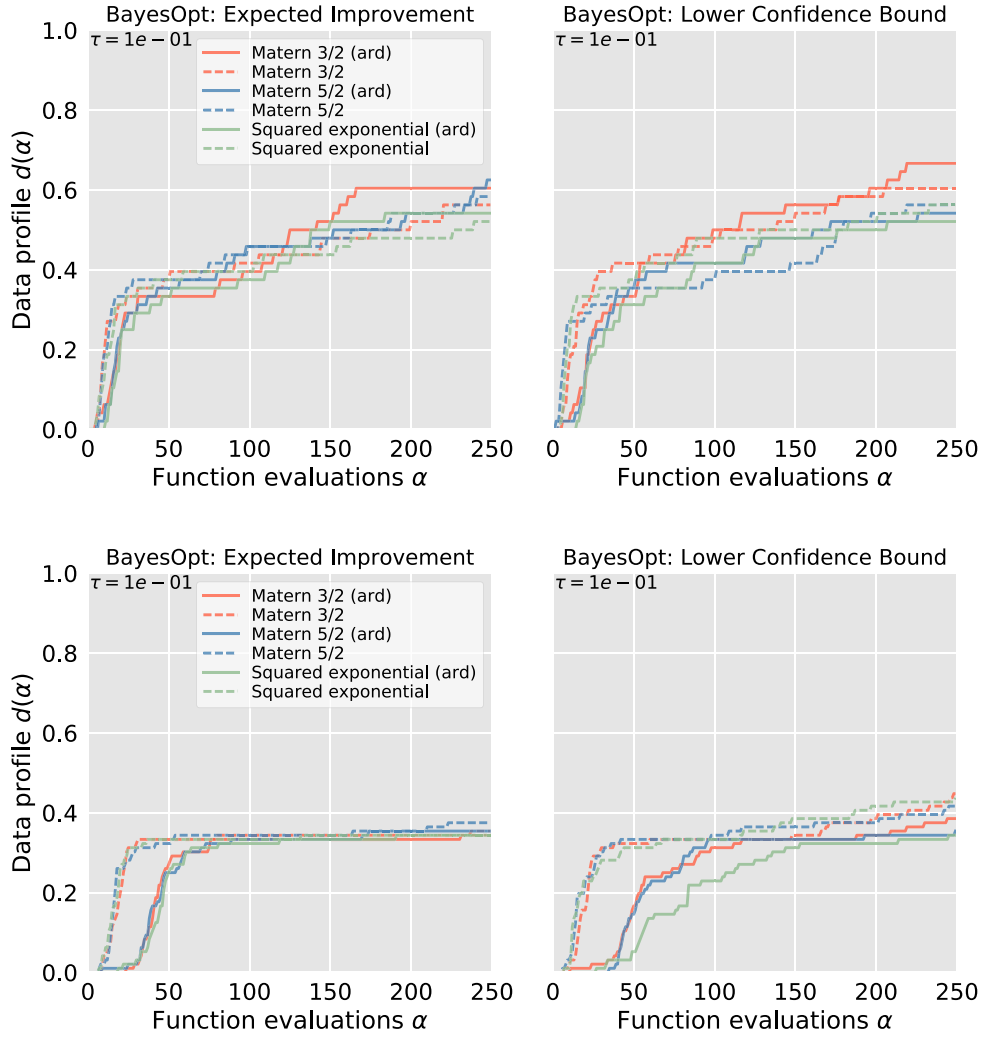 BayesOpt: Expected Improvement
BayesOpt: Lower Confidence Bound
1.0
0.8
0.6
0.4
0.2
0.0
Data profile d(α)
τ = 1e − 01
Matern 3/2 (ard)
Matern 3/2
Matern 5/2 (ard)
Matern 5/2
Squared exponential (ard)
Squared exponential
τ = 1e − 01
0 50 100 150 200 250
0 50 100 150 200 250
Function evaluations α
Function evaluations α
BayesOpt: Expected Improvement
BayesOpt: Lower Confidence Bound
1.0
0.8
0.6
0.4
0.2
0.0
Data profile d(α)
τ = 1e − 01
Matern 3/2 (ard)
Matern 3/2
Matern 5/2 (ard)
Matern 5/2
Squared exponential (ard)
Squared exponential
τ = 1e − 01
0 50 100 150 200 250
0 50 100 150 200 250
Function evaluations α
Function evaluations α